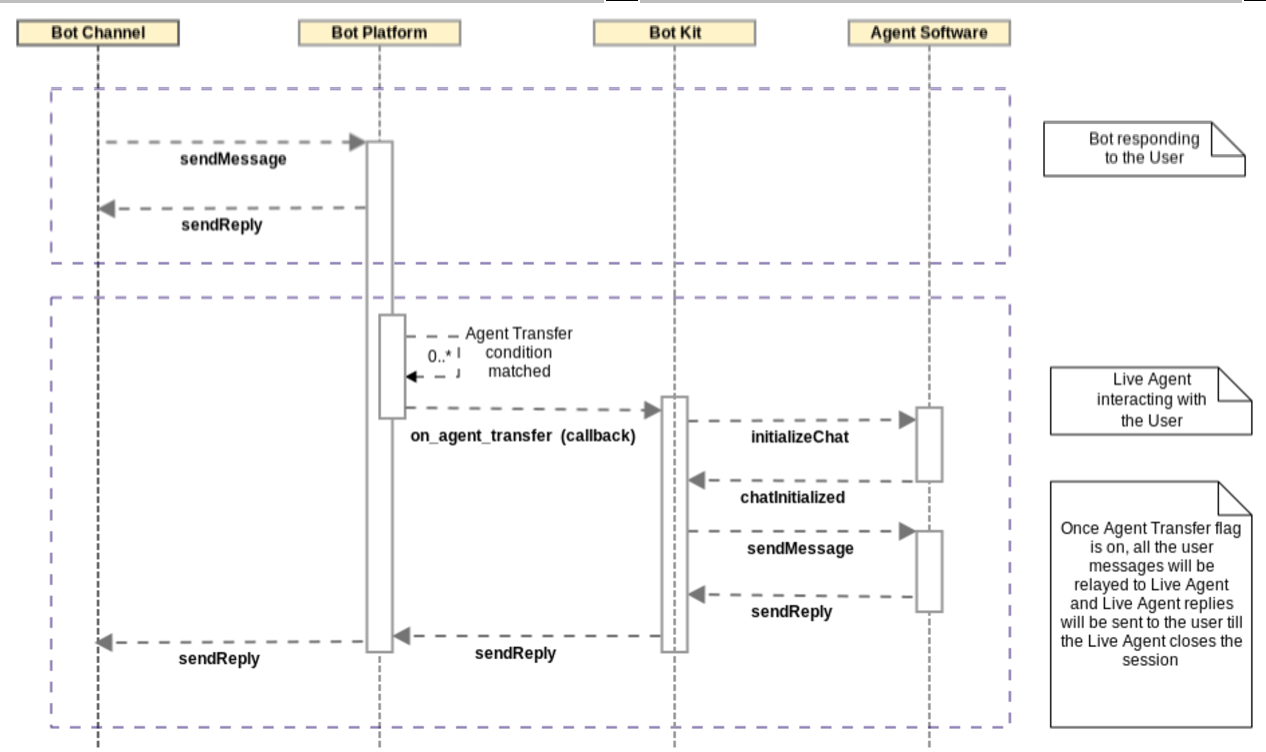 Bot Channel
Bot Platform
Bot Kit
Agent Software
sendMessage
sendReply
Bot responding
to the User
Agent Transfer
condition
matched
0..*
on_agent_transfer (callback)
initializeChat
chatInitialized
sendMessage
sendReply
sendReply
sendReply
Live Agent
interacting with
the User
Once Agent Transfer flag
is on, all the user
messages will be
relayed to Live Agent
and Live Agent replies
will be sent to the user till
the Live Agent closes the
session